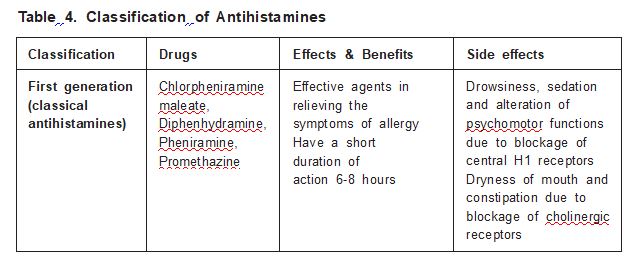 Table 4. Classification of Antihistamines
Classification
Drugs
Effects & Benefits
Side effects
First generation
(classical
antihistamines)
Chlorpheniramine
maleate,
Diphenhydramine,
Pheniramine,
Promethazine
Effective agents in
relieving the
symptoms of allergy
Have a short
duration of
action 6-8 hours
Drowsiness, sedation
and alteration of
psychomotor functions
due to blockage of
central H1 receptors
Dryness of mouth and
constipation due to
blockage of cholinergic
receptors